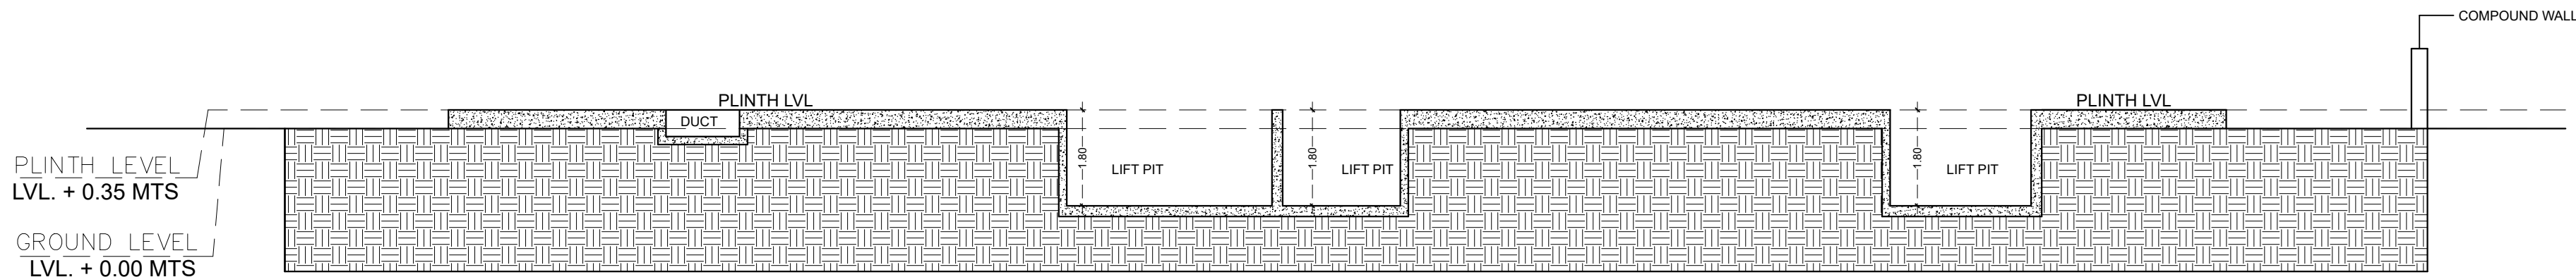 COMPOUND WALL
PLINTH LVL
PLINTH LVL
DUCT
PLINTH LEVEL
LVL. + 0.35 MTS
1.80
LIFT PIT
1.80
LIFT PIT
1.80
LIFT PIT
GROUND LEVEL
LVL. + 0.00 MTS